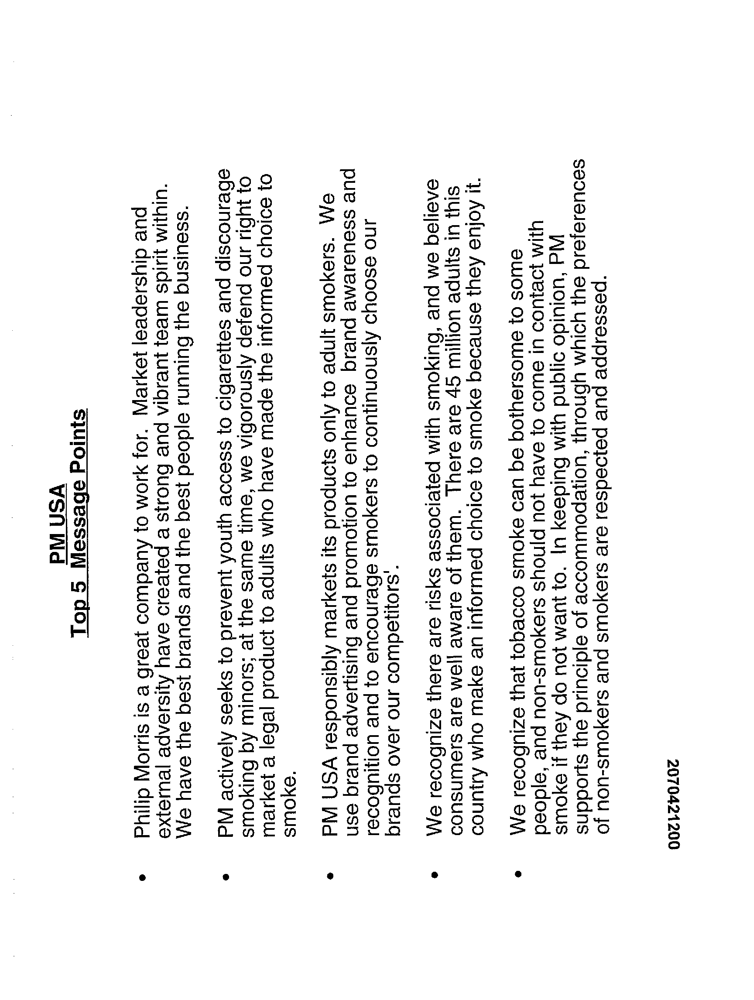 PM USA
Top 5 Message Points
• Philip Morris is a great company to work for. Market leadership and
external adversity have created a strong and vibrant team spirit within.
We have the best brands and the best people running the business.
• PM actively seeks to prevent youth access to cigarettes and discourage
smoking by minors; at the same time, we vigorously defend our right to
market a legal product to adults who have made the informed choice to
smoke.
• PM USA responsibly markets its products only to adult smokers. We
use brand advertising and promotion to enhance brand awareness and
recognition and to encourage smokers to continuously choose our
brands over our competitors'.
• We recognize there are risks associated with smoking, and we believe
consumers are well aware of them. There are 45 million adults in this
country who make an informed choice to smoke because they enjoy it.
• We recognize that tobacco smoke can be bothersome to some
people, and non-smokers should not have to come in contact with
smoke if they do not want to. In keeping with public opinion, PM
supports the principle of accommodation, through which the preferences
of non-smokers and smokers are respected and addressed.
2070421200